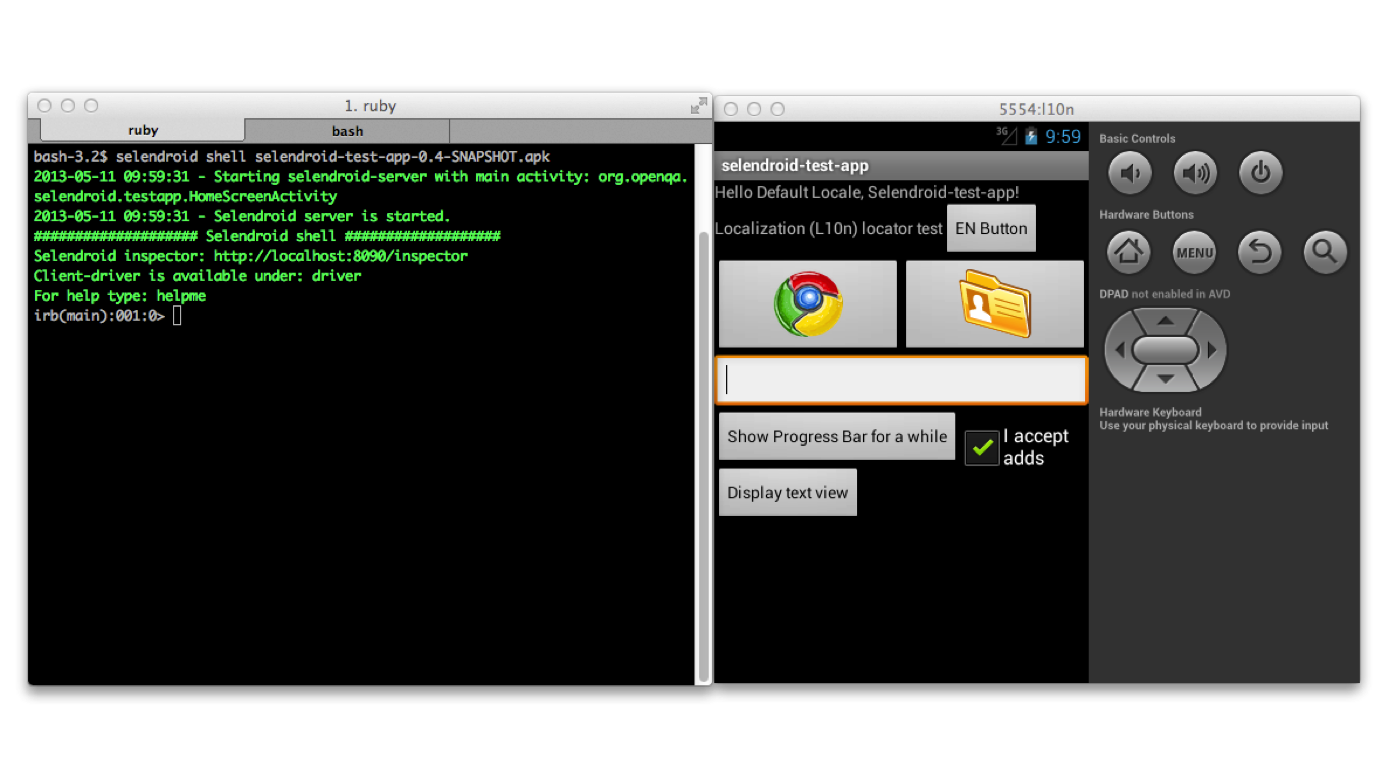 1. ruby
ruby
bash
bash-3.2$ selendroid shell selendroid-test-app-0.4-SNAPSHOT.apk
2013-05-11 09:59:31 - Starting selendroid-server with main activity: org.openqa.
selendroid.testapp.HomeScreenActivity
2013-05-11 09:59:31 - Selendroid server is started.
#################### Selendroid shell ###################
Selendroid inspector: http://localhost:8090/inspector
Client-driver is available under: driver
For help type: helpme
irb(main):001:0>
5554:l10n
3G 9:59
selendroid-test-app
Hello Default Locale, Selendroid-test-app!
Localization (L10n) locator test EN Button
Show Progress Bar for a while
I accept
adds
Display text view
Basic Controls
Hardware Buttons
MENU
DPAD not enabled in AVD
Hardware Keyboard
Use your physical keyboard to provide input